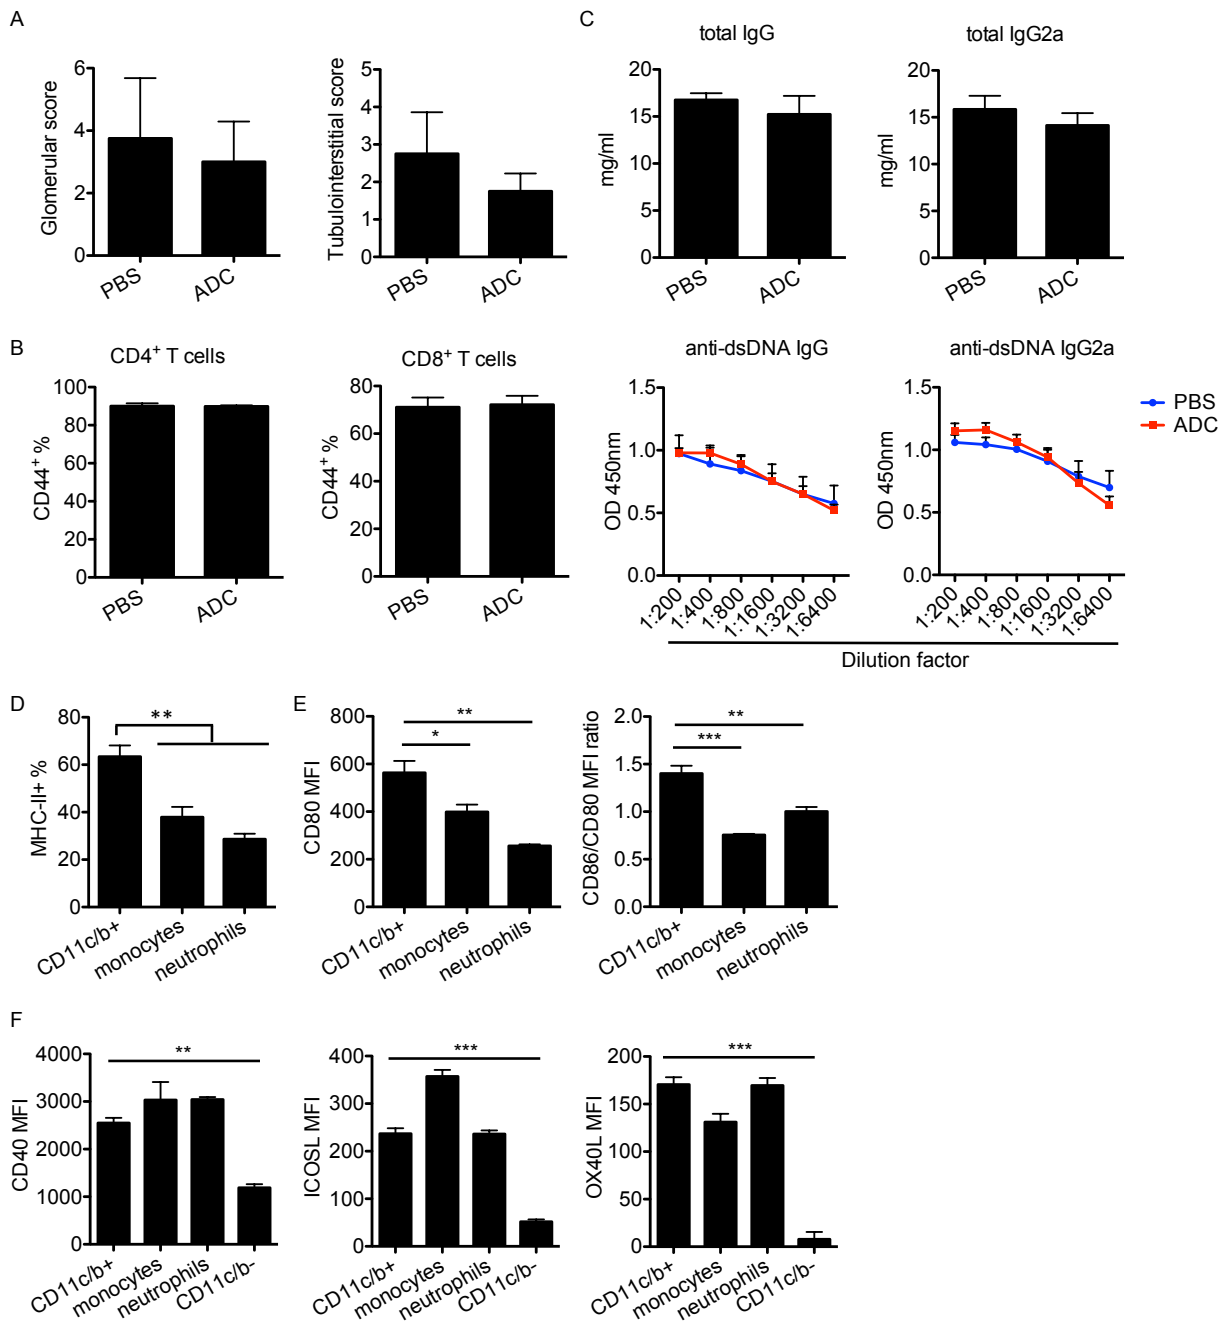 A
Glomerular score
6
4
2
0
PBS
ADC
Tubulointerstitial score
5
4
3
2
1
0
PBS
ADC
C
total IgG
mg/ml
20
15
10
5
0
PBS
ADC
total IgG2a
mg/ml
20
15
10
5
0
PBS
ADC
B
CD4+ T cells
CD44+ %
100
80
60
40
20
0
PBS
ADC
CD8+ T cells
CD44+ %
80
60
40
20
0
PBS
ADC
anti-dsDNA IgG
OD 450nm
1.5
1.0
0.5
0.0
1:200
1:400
1:800
1:1600
1:3200
1:6400
anti-dsDNA IgG2a
OD 450nm
1.5
1.0
0.5
0.0
1:200
1:400
1:800
1:1600
1:3200
1:6400
PBS
ADC
Dilution factor
D
MHC-II+ %
80
60
40
20
0
**
CD11c/b+
monocytes
neutrophils
E
CD80 MFI
800
600
400
200
0
**
*
CD11c/b+
monocytes
neutrophils
CD86/CD80 MFI ratio
2.0
1.5
1.0
0.5
0.0
**
***
CD11c/b+
monocytes
neutrophils
F
CD40 MFI
4000
3000
2000
1000
0
**
CD11c/b+
monocytes
neutrophils
CD11c/b-
ICOSL MFI
400
300
200
100
0
***
CD11c/b+
monocytes
neutrophils
CD11c/b-
OX40L MFI
200
150
100
50
0
***
CD11c/b+
monocytes
neutrophils
CD11c/b-